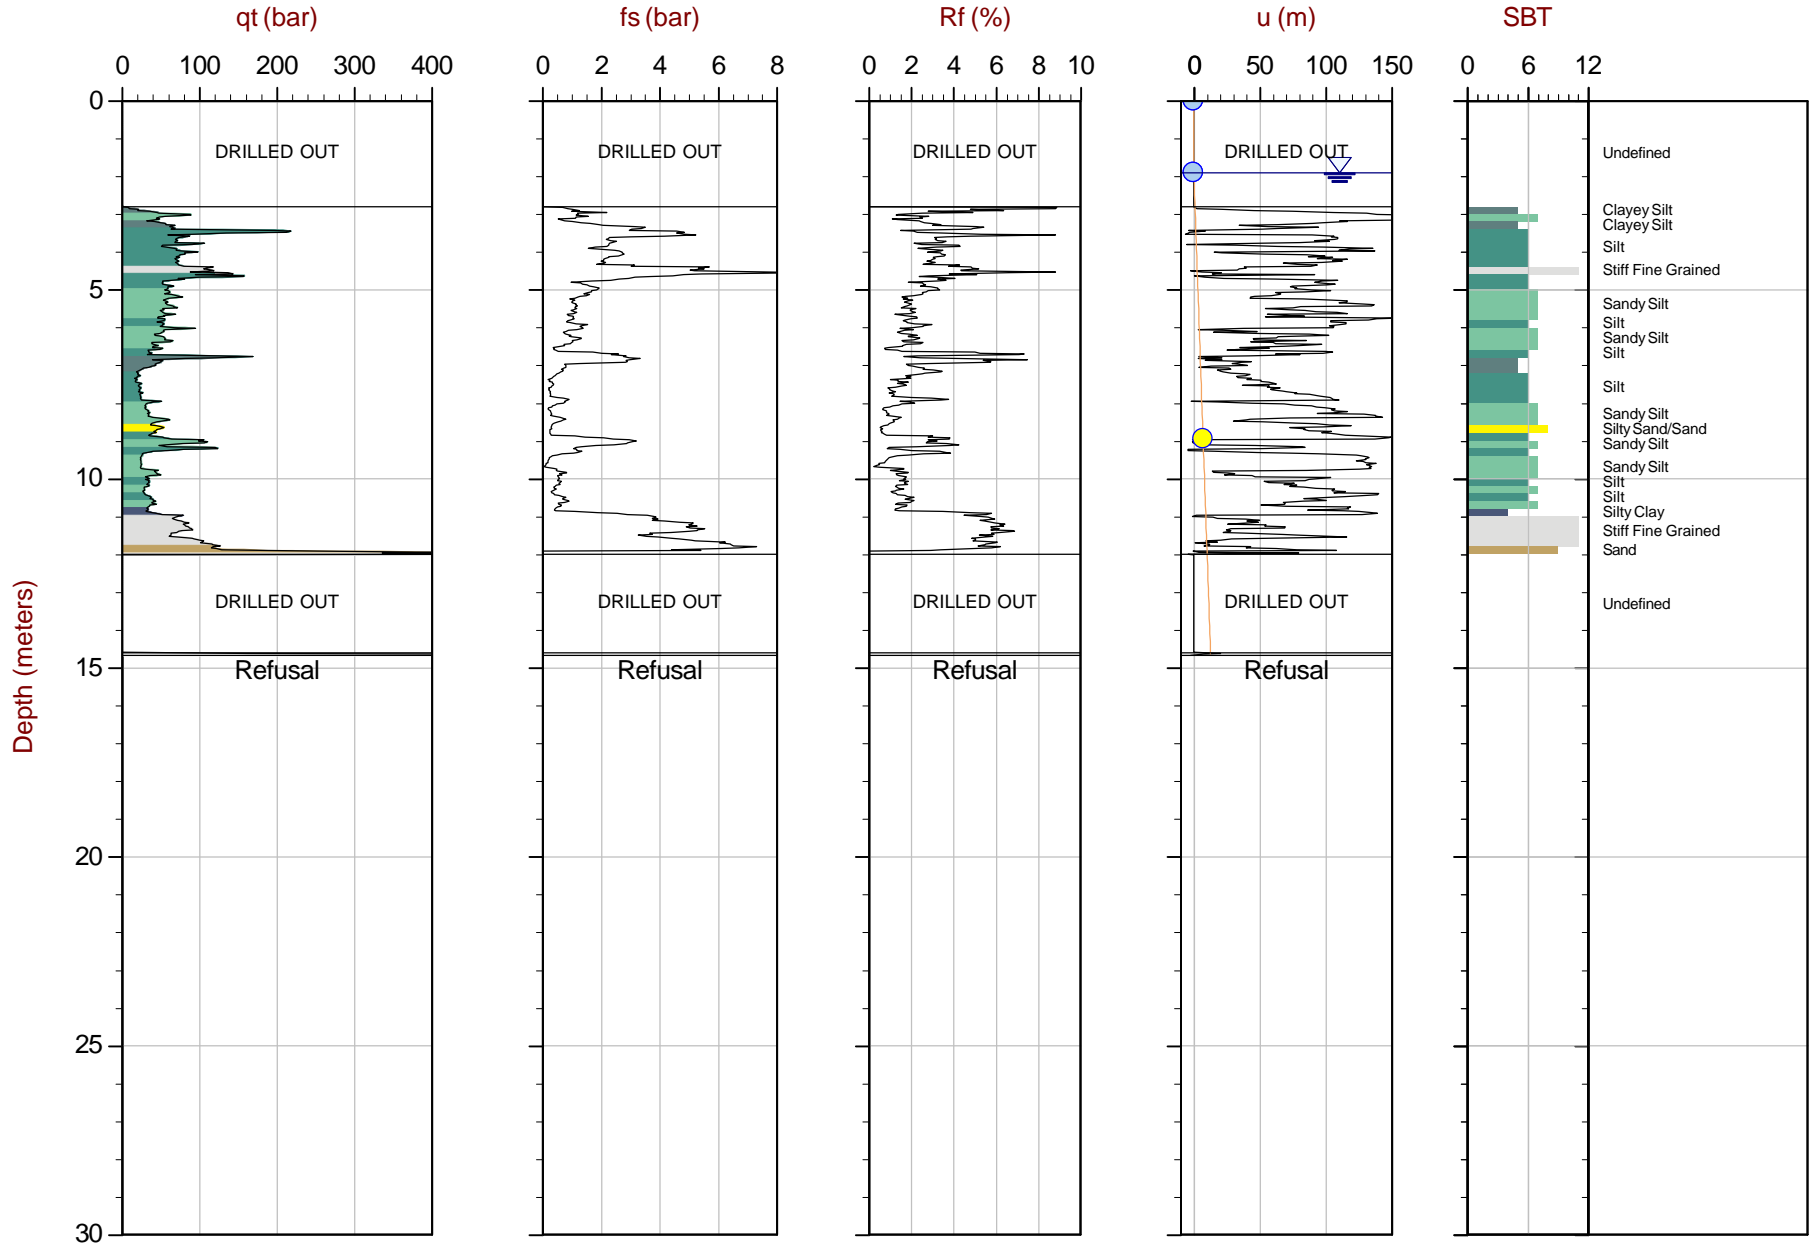 qt (bar) fs (bar) Rf (%) u (m) SBT
0 100 200 300 400 0 2 4 6 8 0 2 4 6 8 10 0 50 100 150 0 6 12
0
DRILLED OUT DRILLED OUT DRILLED OUT DRILLED OUT Undefined
Clayey Silt
Clayey Silt
Silt
Stiff Fine Grained
5
Sandy Silt
Silt
Sandy Silt
Silt
Silt
Sandy Silt
Silty Sand/Sand
Sandy Silt
Sandy Silt
10
Silt
Silt
Silty Clay
Stiff Fine Grained
Sand
DRILLED OUT DRILLED OUT DRILLED OUT DRILLED OUT Undefined
15
Refusal Refusal Refusal Refusal
Depth (meters)
20
25
30